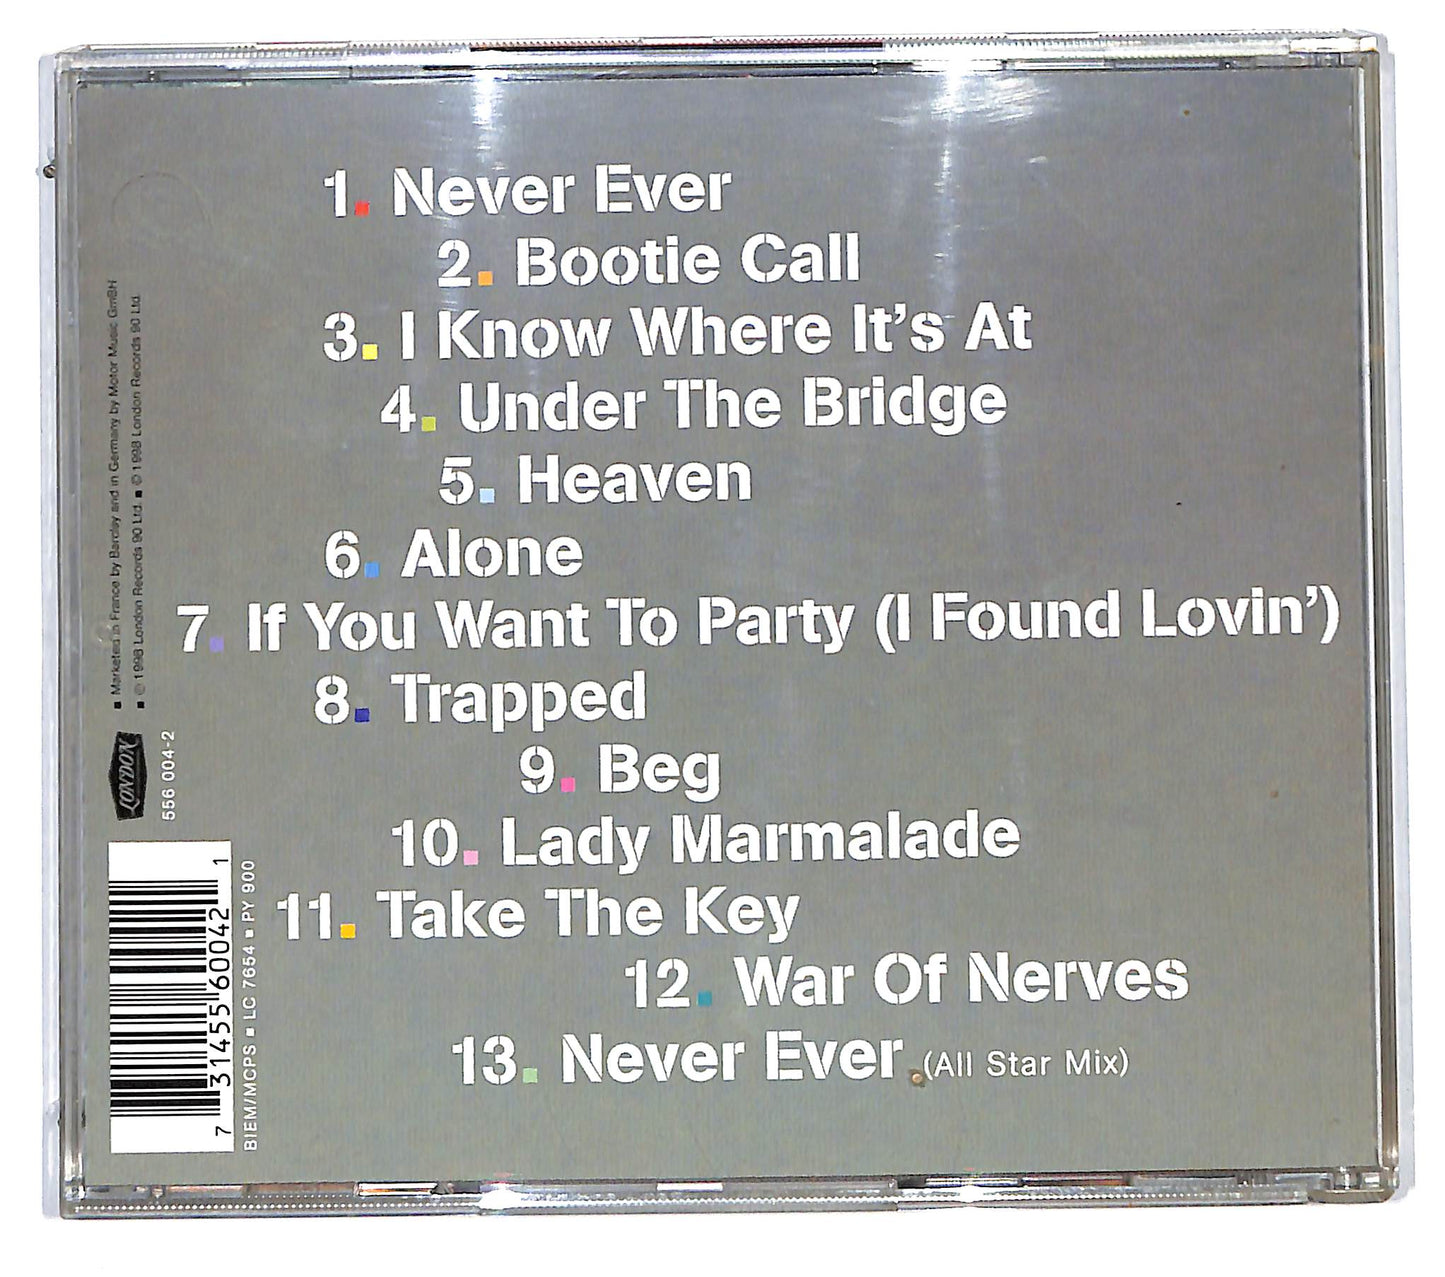 1. Never Ever
2. Bootie Call
3. I Know Where It's At
4. Under The Bridge
5. Heaven
6. Alone
7. If You Want To Party (I Found Lovin')
8. Trapped
9. Beg
10. Lady Marmalade
11. Take The Key
12. War Of Nerves
13. Never Ever (All Star Mix)
■ Marketed in France by Barclay and in Germany by Motor Music GmbH
■ ℗ 1998 London Records 90 Ltd. ■ © 1998 London Records 90 Ltd.
LONDON
556 004-2
7 31455 60042 1
BIEM/MCPS ■ LC 7654 ■ PY 900